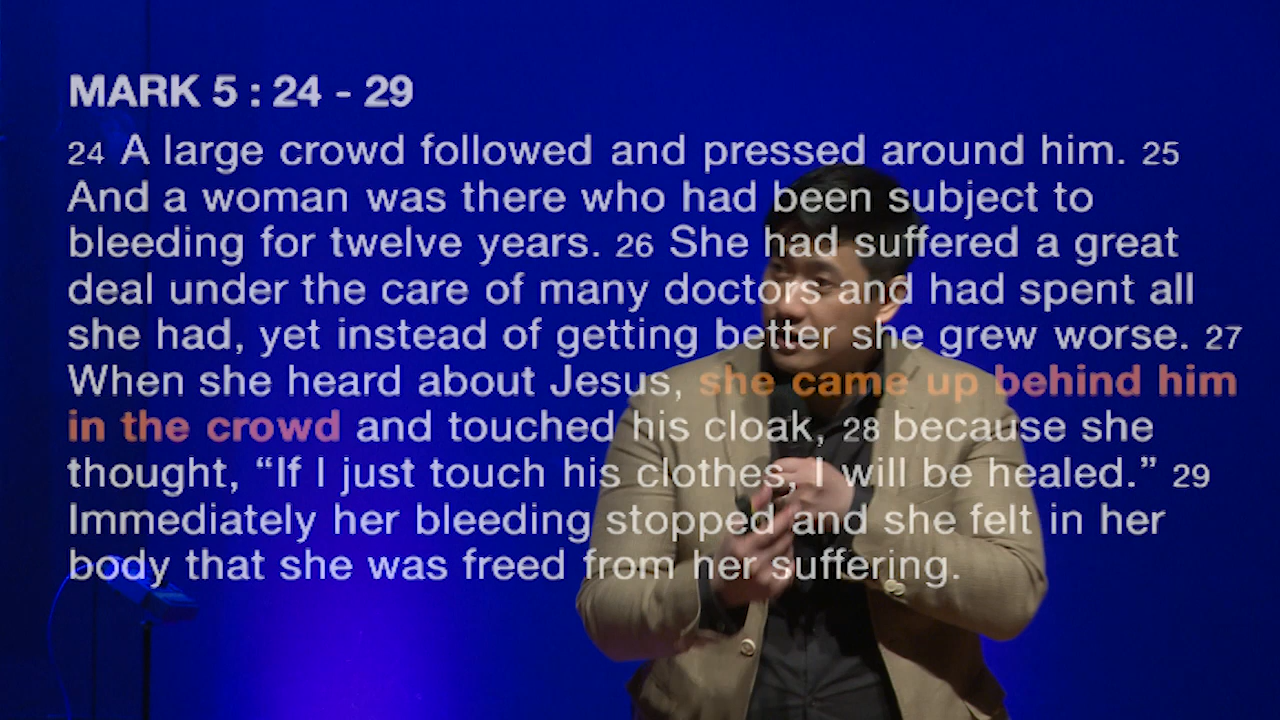 MARK 5 : 24 - 29
24 A large crowd followed and pressed around him. 25
And a woman was there who had been subject to
bleeding for twelve years. 26 She had suffered a great
deal under the care of many doctors and had spent all
she had, yet instead of getting better she grew worse. 27
When she heard about Jesus, she came up behind him
in the crowd and touched his cloak, 28 because she
thought, “If I just touch his clothes, I will be healed.” 29
Immediately her bleeding stopped and she felt in her
body that she was freed from her suffering.